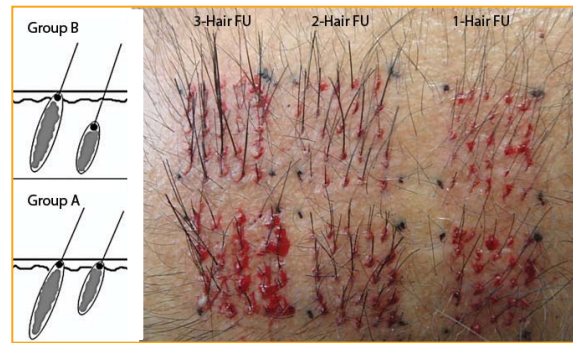 Group B
3-Hair FU 2-Hair FU 1-Hair FU
Group A